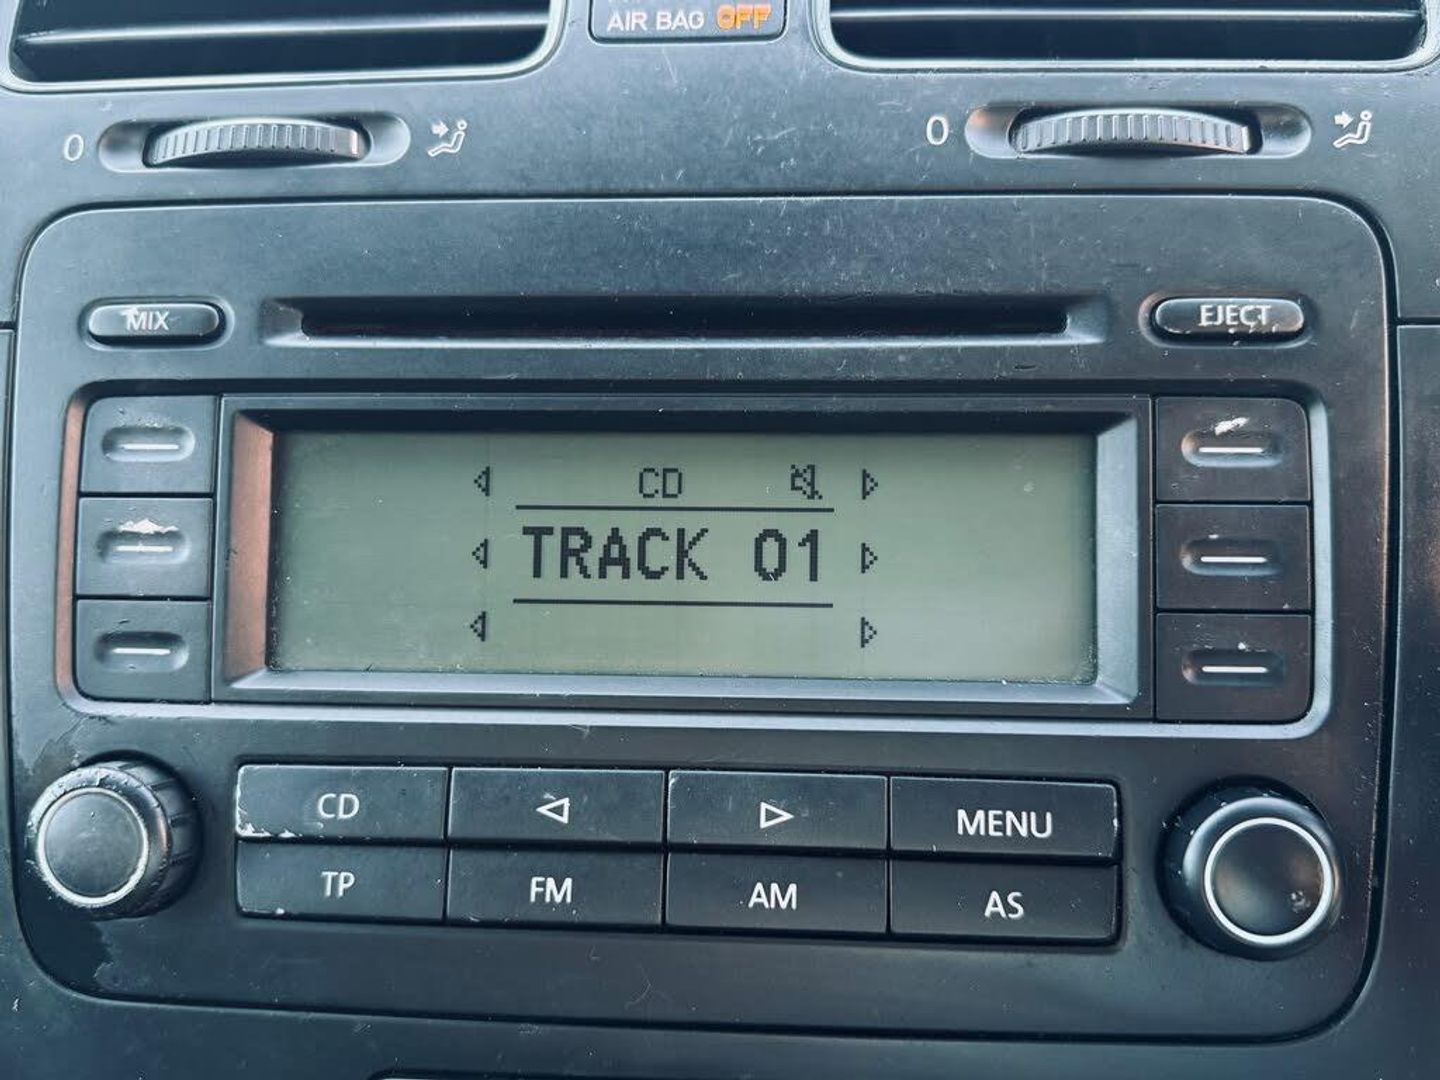 AIR BAG OFF
0
0
MIX
EJECT
CD
TRACK 01
CD
MENU
TP
FM
AM
AS